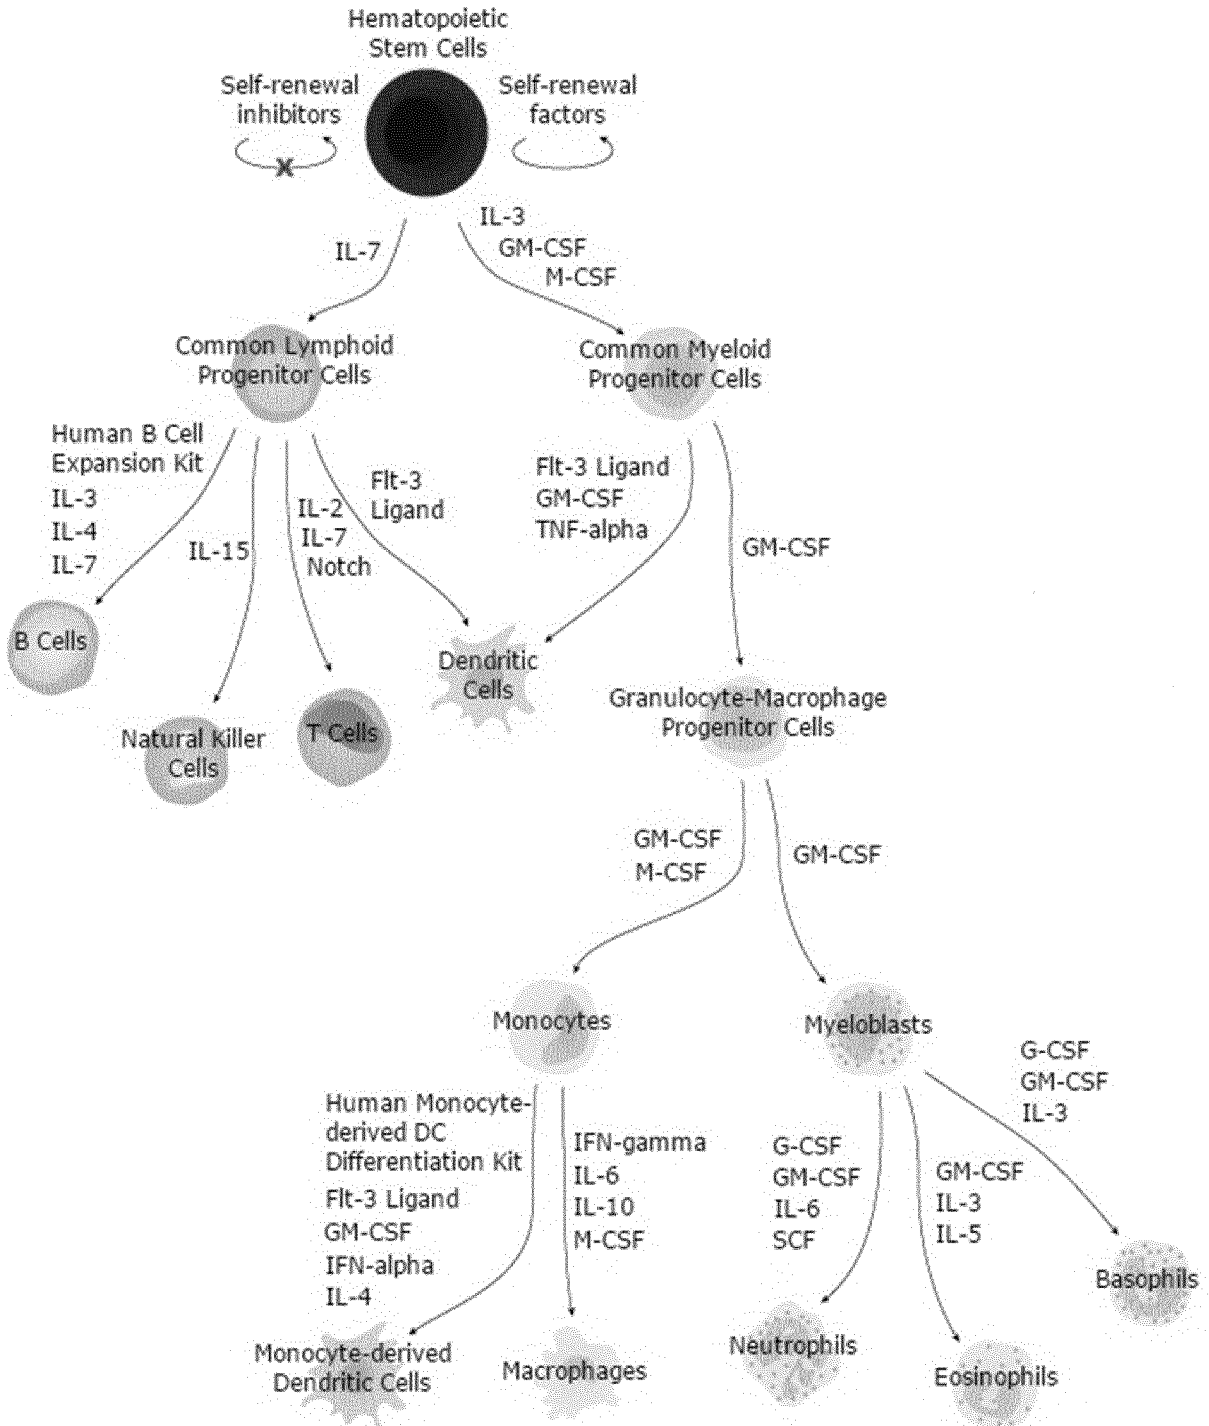 Hematopoietic
Stem Cells
Self-renewal
inhibitors
X
Self-renewal
factors
IL-7
IL-3
GM-CSF
M-CSF
Common Lymphoid
Progenitor Cells
Common Myeloid
Progenitor Cells
Human B Cell
Expansion Kit
IL-3
IL-4
IL-7
IL-15
IL-2
IL-7
Notch
Flt-3
Ligand
Flt-3 Ligand
GM-CSF
TNF-alpha
GM-CSF
B Cells
Natural Killer
Cells
T Cells
Dendritic
Cells
Granulocyte-Macrophage
Progenitor Cells
GM-CSF
M-CSF
GM-CSF
Monocytes
Myeloblasts
Human Monocyte-
derived DC
Differentiation Kit
Flt-3 Ligand
GM-CSF
IFN-alpha
IL-4
IFN-gamma
IL-6
IL-10
M-CSF
G-CSF
GM-CSF
IL-6
SCF
GM-CSF
IL-3
IL-5
G-CSF
GM-CSF
IL-3
Monocyte-derived
Dendritic Cells
Macrophages
Neutrophils
Eosinophils
Basophils